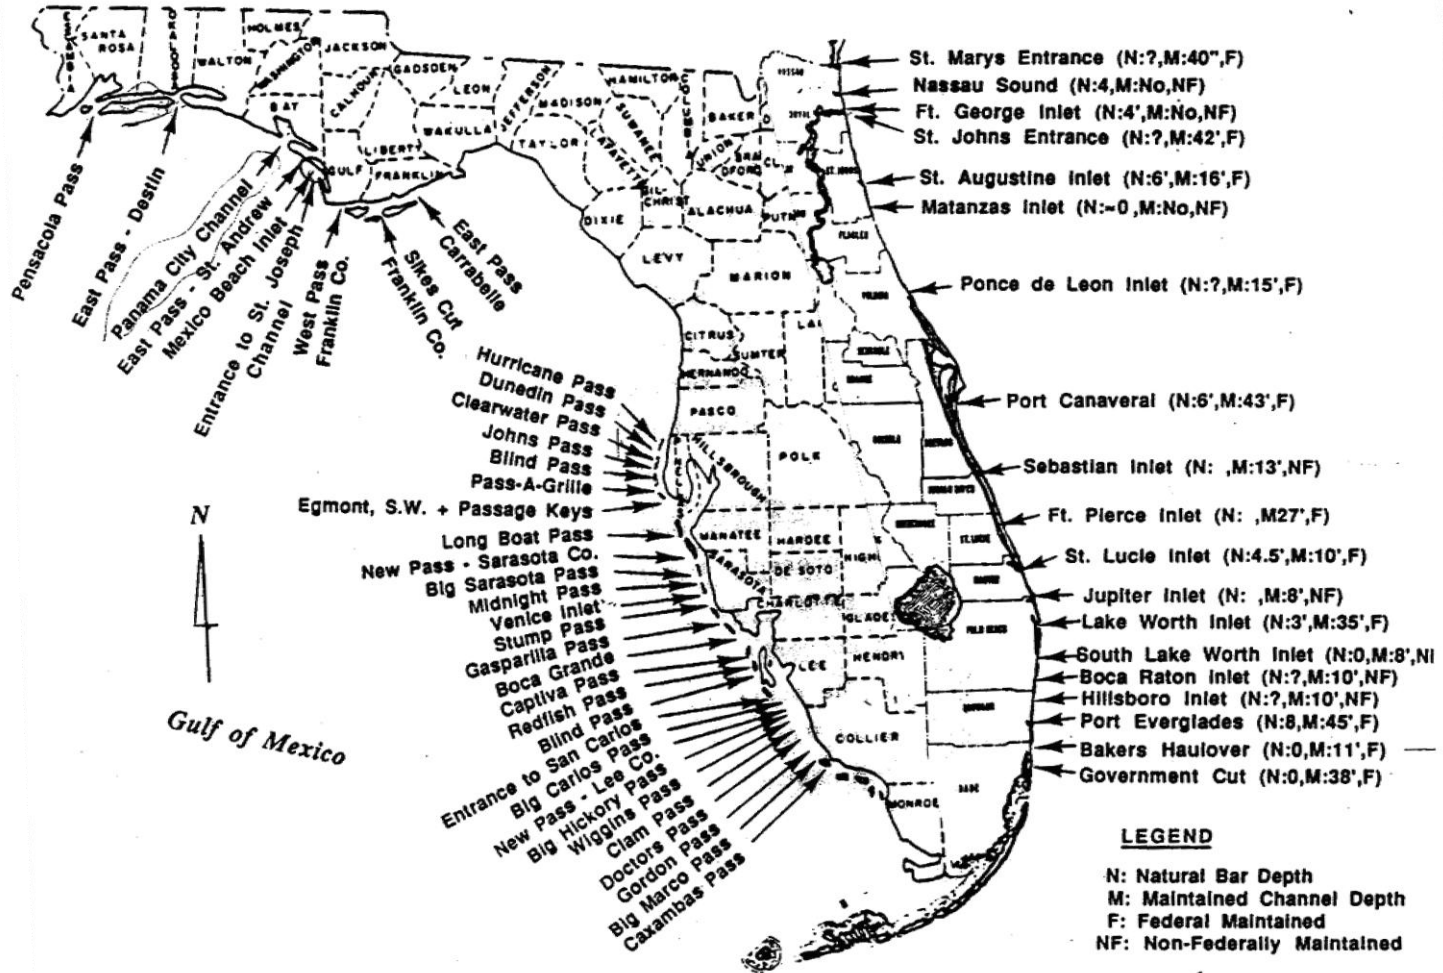 SANTA
ROSA
HOLMES
WALTON
WASHINGTON
JACKSON
BAY
CALHOUN
GADSDEN
LEON
LIBERTY
GULF
FRANKLIN
WAKULLA
JEFFERSON
MADISON
TAYLOR
HAMILTON
SUWANEE
LAFAYETTE
COLUMB
BAKER
UNION
BRA
DFORD
CL
DIXIE
GIL-
CHRIST
ALACHUA
PUTN
LEVY
MARION
CITRUS
SUMTER
LA
HERNANDO
PASCO
HILLSBROUGH
POLK
MANATEE
HARDEE
SARASOTA
DE SOTO
HIGH
CHARLOTTE
GLADES
LEE
HENDRY
COLLIER
MONROE
DADE
Pensacola Pass
East Pass - Destin
Panama City Channel
East Pass - St. Andrew
Mexico Beach Inlet
Entrance to St. Joseph
Channel
West Pass
Franklin Co.
Sikes Cut
Franklin Co.
East Pass
Carrabelle
Hurricane Pass
Dunedin Pass
Clearwater Pass
Johns Pass
Blind Pass
Pass-A-Grille
Egmont, S.W. + Passage Keys
Long Boat Pass
New Pass - Sarasota Co.
Big Sarasota Pass
Midnight Pass
Venice Inlet
Stump Pass
Gasparilla Pass
Boca Grande
Captiva Pass
Redfish Pass
Blind Pass
Entrance to San Carlos
Big Carlos Pass
New Pass - Lee Co.
Big Hickory Pass
Wiggins Pass
Clam Pass
Doctors Pass
Gordon Pass
Big Marco Pass
Caxambas Pass
St. Marys Entrance (N:?,M:40",F)
Nassau Sound (N:4,M:No,NF)
Ft. George Inlet (N:4',M:No,NF)
St. Johns Entrance (N:?,M:42',F)
St. Augustine Inlet (N:6',M:16',F)
Matanzas Inlet (N:~0,M:No,NF)
Ponce de Leon Inlet (N:?,M:15',F)
Port Canaveral (N:6',M:43',F)
Sebastian Inlet (N: ,M:13',NF)
Ft. Pierce Inlet (N: ,M27',F)
St. Lucie Inlet (N:4.5',M:10',F)
Jupiter Inlet (N: ,M:8',NF)
Lake Worth Inlet (N:3',M:35',F)
South Lake Worth Inlet (N:0,M:8',NI
Boca Raton Inlet (N:?,M:10',NF)
Hillsboro Inlet (N:?,M:10',NF)
Port Everglades (N:8,M:45',F)
Bakers Haulover (N:0,M:11',F)
Government Cut (N:0,M:38',F)
N
Gulf of Mexico
LEGEND
N: Natural Bar Depth
M: Maintained Channel Depth
F: Federal Maintained
NF: Non-Federally Maintained